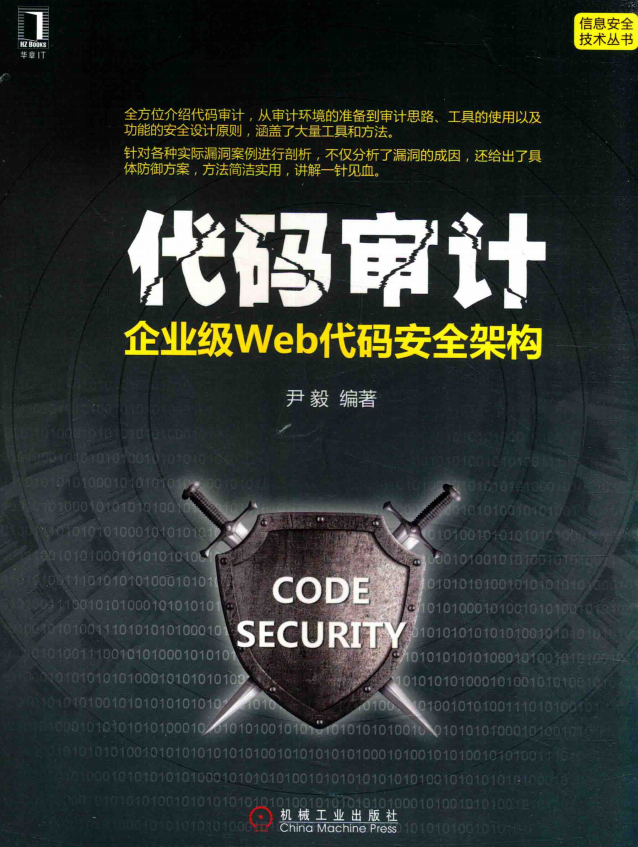 HZ BOOKS
华章IT
信息安全
技术丛书
全方位介绍代码审计，从审计环境的准备到审计思路、工具的使用以及
功能的安全设计原则，涵盖了大量工具和方法。
针对各种实际漏洞案例进行剖析，不仅分析了漏洞的成因，还给出了具
体防御方案，方法简洁实用，讲解一针见血。
代码审计
企业级Web代码安全架构
尹毅 编著
CODE
SECURITY
机械工业出版社
China Machine Press